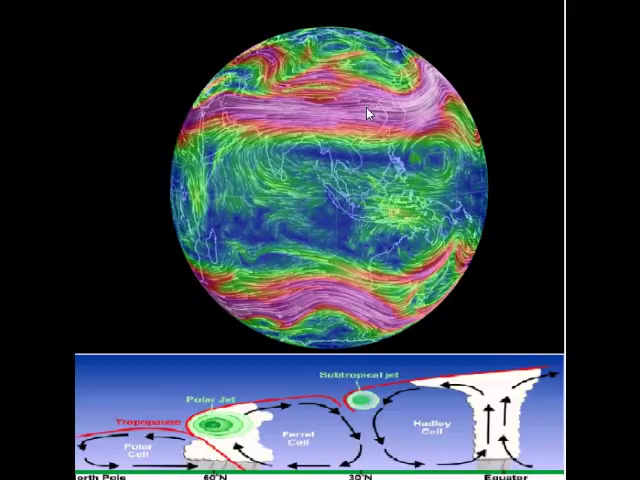 Subtropical jet
Polar Jet
Tropopause
Hadley
Cell
Ferrel
Cell
Polar
Cell
orth Pole 60°N 30°N Equator